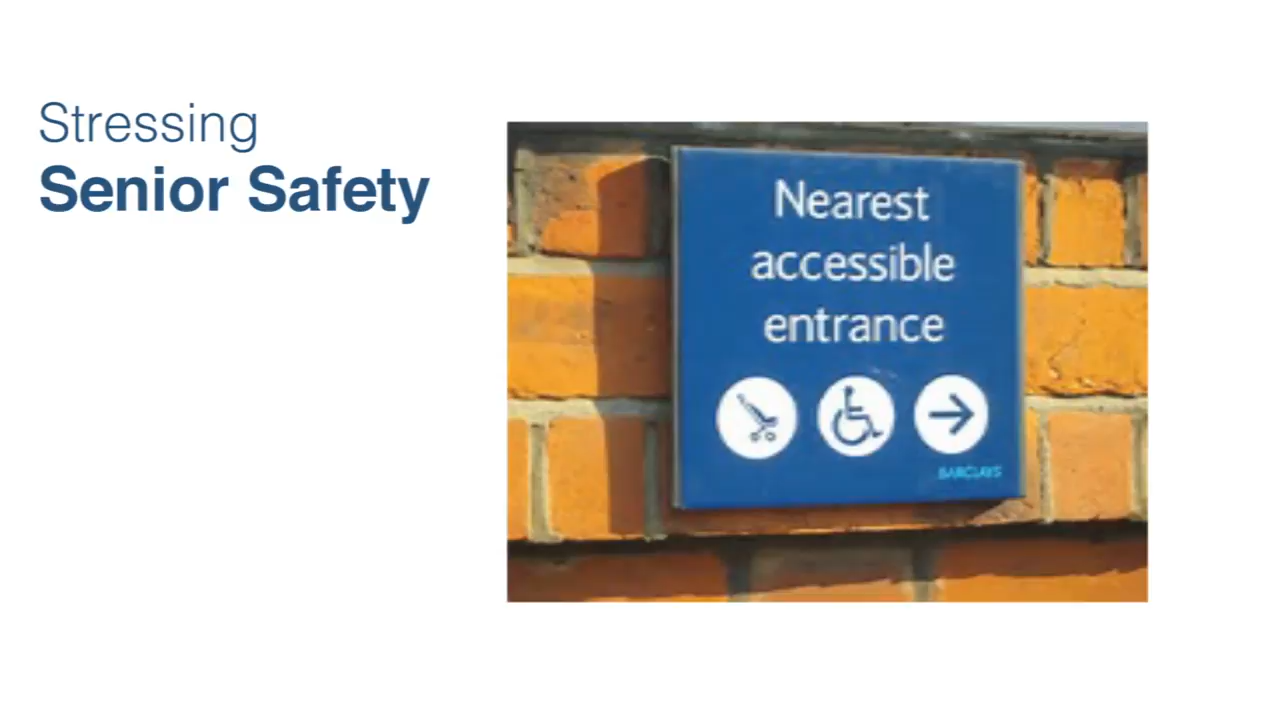 Stressing
Senior Safety
Nearest
accessible
entrance
BARCLAYS